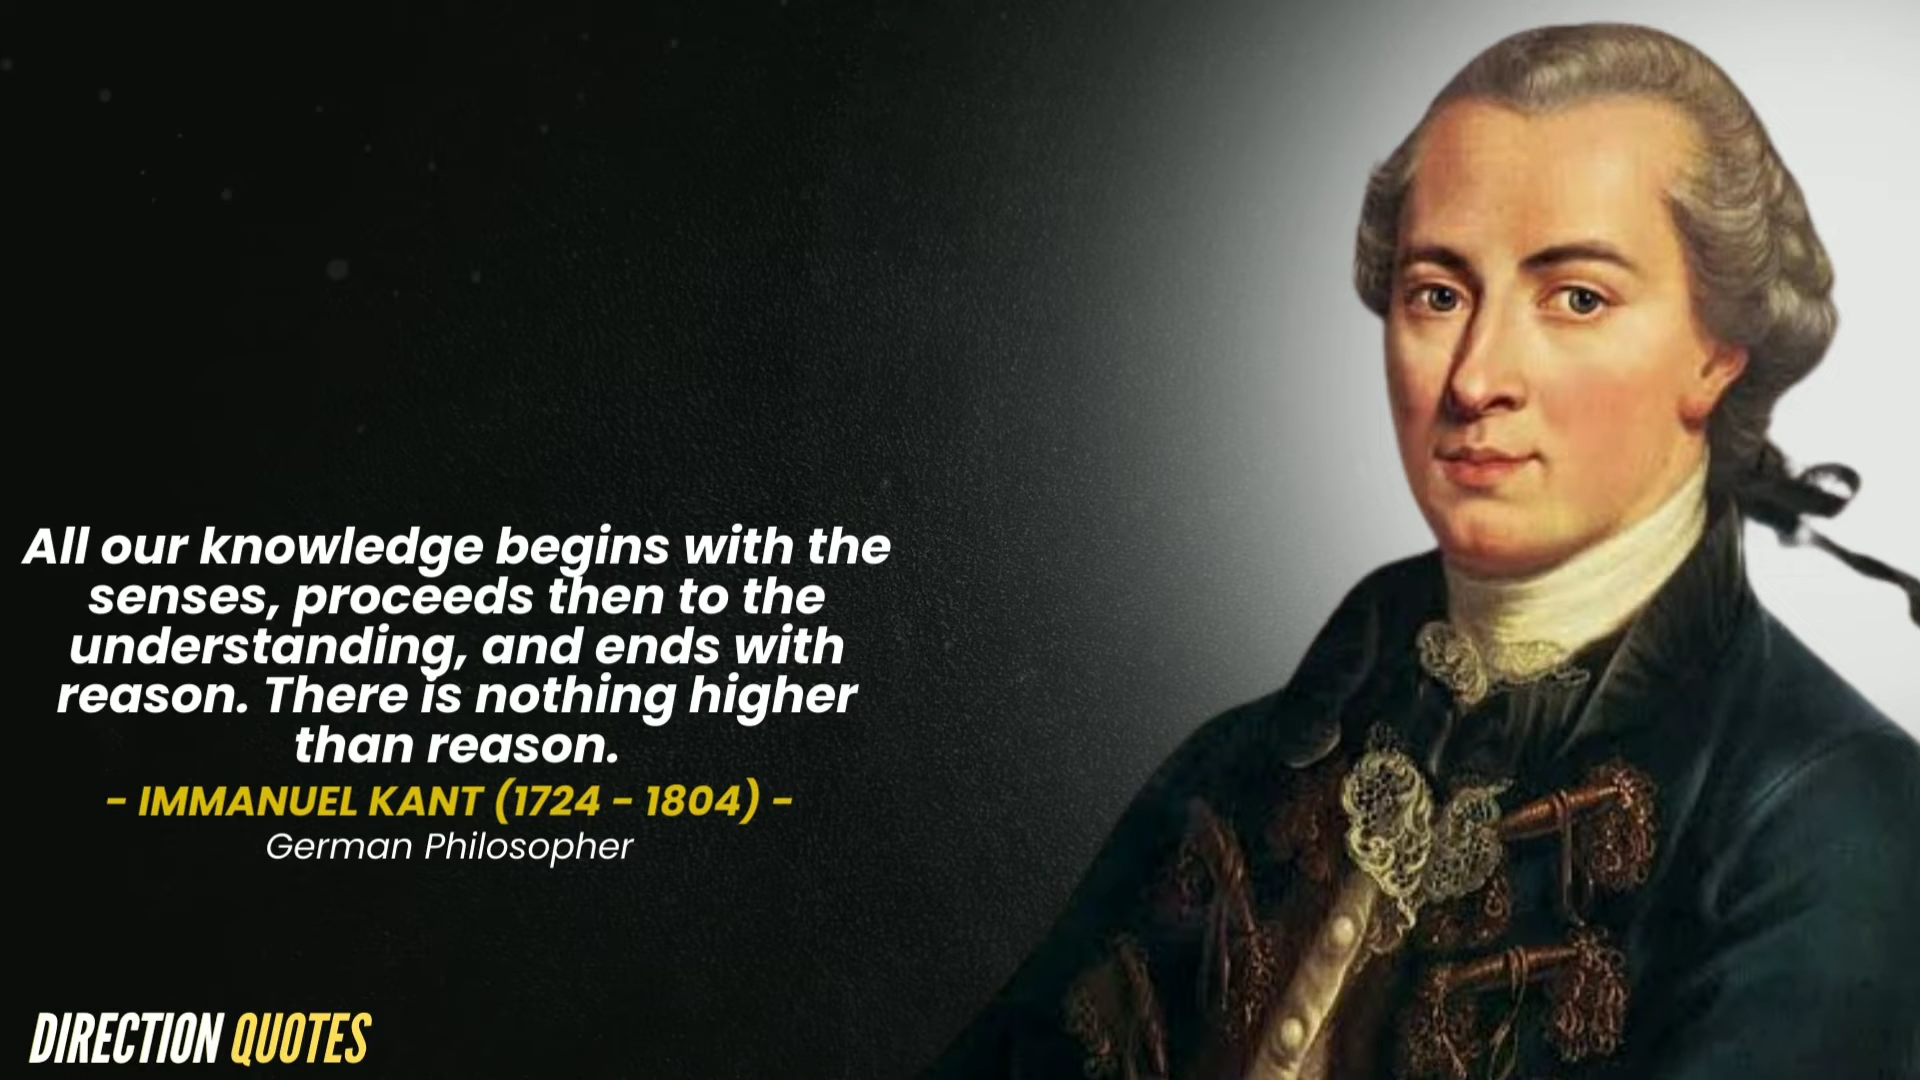 All our knowledge begins with the
senses, proceeds then to the
understanding, and ends with
reason. There is nothing higher
than reason.
- IMMANUEL KANT (1724 - 1804) -
German Philosopher
DIRECTION QUOTES